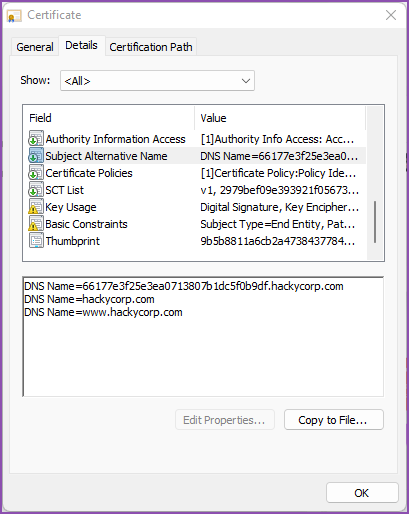 Certificate
General Details Certification Path
Show: <All>
Field Value
Authority Information Access [1]Authority Info Access: Acc...
Subject Alternative Name DNS Name=66177e3f25e3ea0...
Certificate Policies [1]Certificate Policy:Policy Ide...
SCT List v1, 2979bef09e393921f05673...
Key Usage Digital Signature, Key Encipher...
Basic Constraints Subject Type=End Entity, Pat...
Thumbprint 9b5b8811a6cb2a4738437784...
DNS Name=66177e3f25e3ea0713807b1dc5f0b9df.hackycorp.com
DNS Name=hackycorp.com
DNS Name=www.hackycorp.com
Edit Properties... Copy to File...
OK